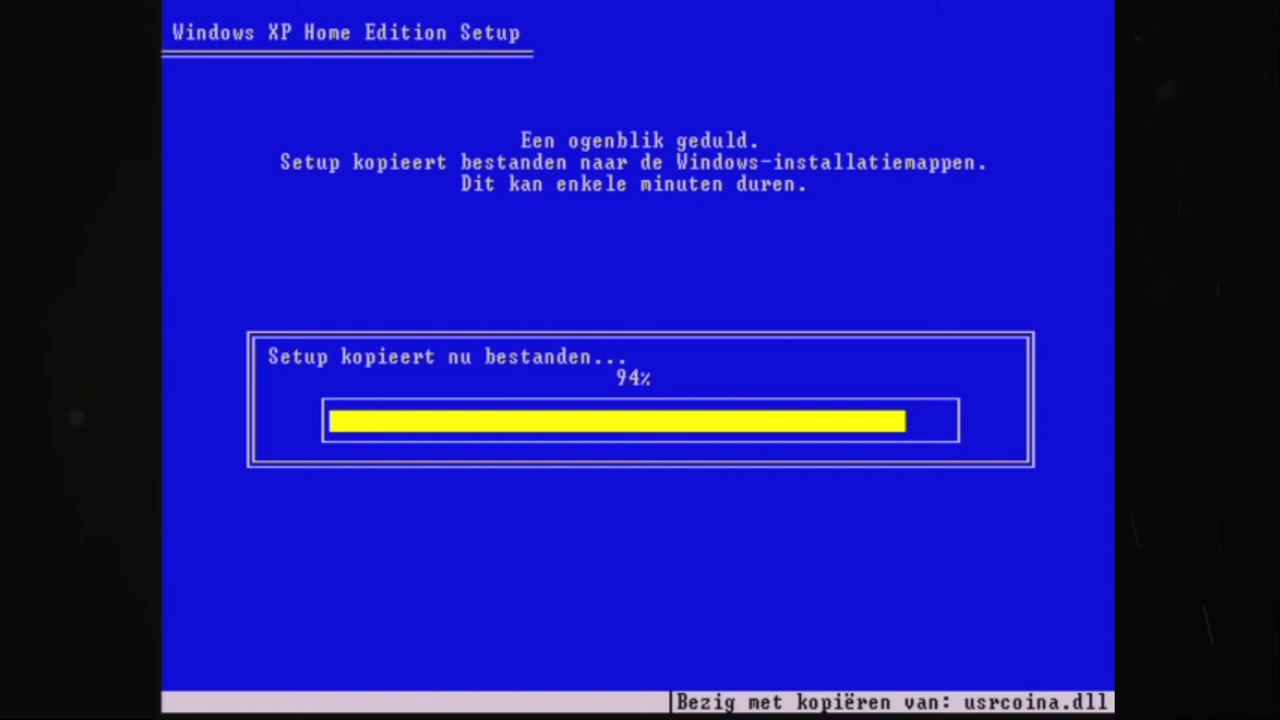 Windows XP Home Edition Setup
Een ogenblik geduld.
Setup kopieert bestanden naar de Windows-installatiemappen.
Dit kan enkele minuten duren.
Setup kopieert nu bestanden...
94%
Bezig met kopiëren van: usrcoina.dll